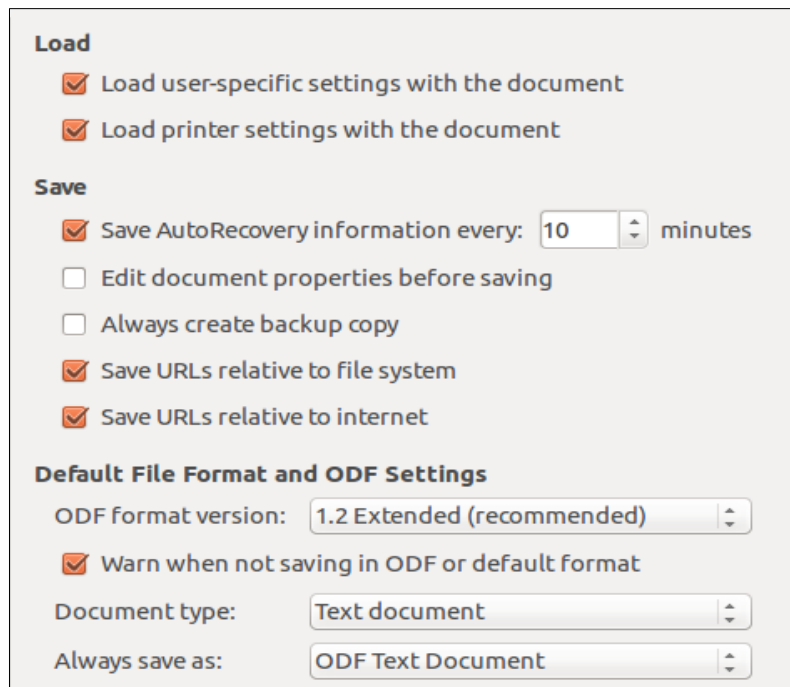 Load
Load user-specific settings with the document
Load printer settings with the document
Save
Save AutoRecovery information every: 10 minutes
Edit document properties before saving
Always create backup copy
Save URLs relative to file system
Save URLs relative to internet
Default File Format and ODF Settings
ODF format version: 1.2 Extended (recommended)
Warn when not saving in ODF or default format
Document type: Text document
Always save as: ODF Text Document